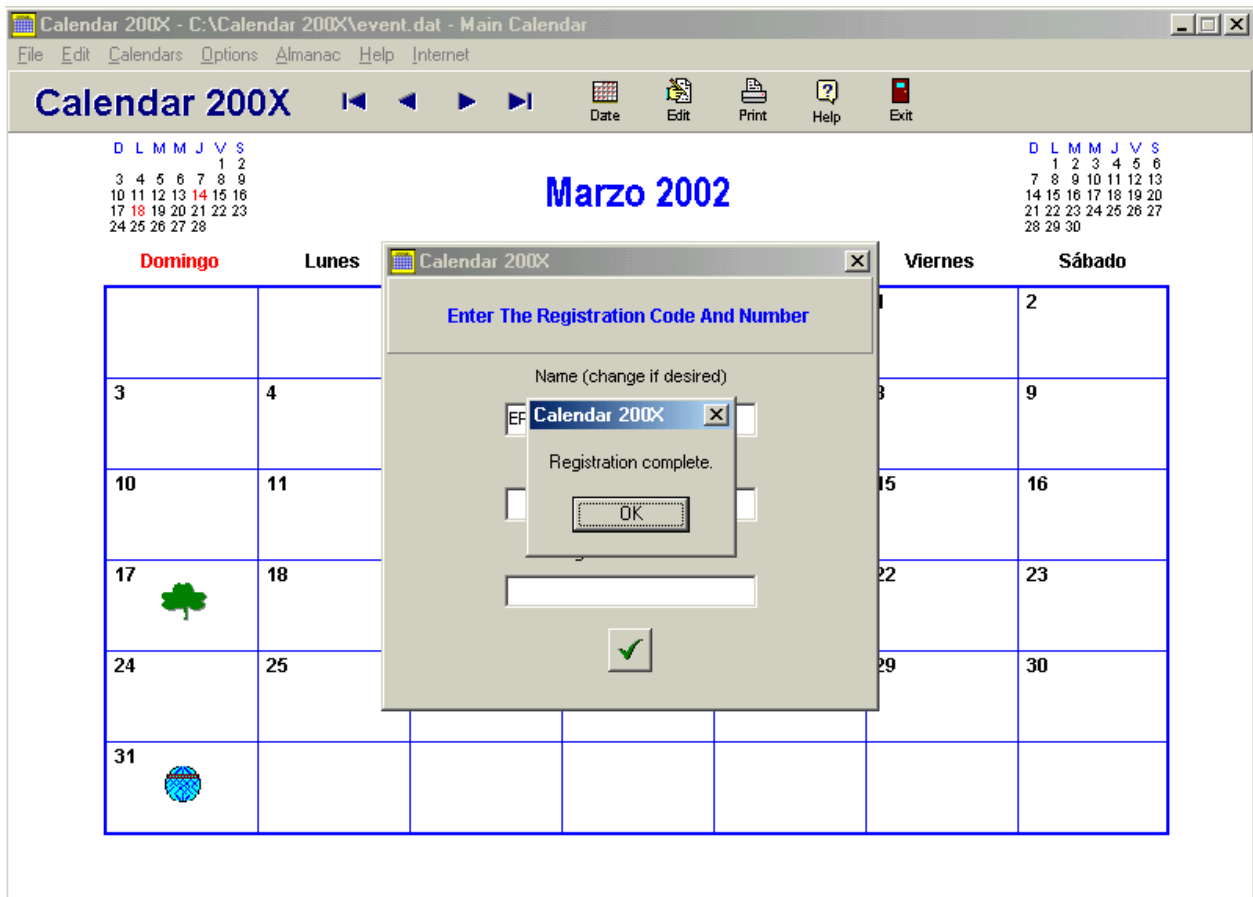 Calendar 200X - C:\Calendar 200X\event.dat - Main Calendar
File Edit Calendars Options Almanac Help Internet
Calendar 200X
Date Edit Print Help Exit
D L M M J V S
1 2
3 4 5 6 7 8 9
10 11 12 13 14 15 16
17 18 19 20 21 22 23
24 25 26 27 28
Marzo 2002
D L M M J V S
1 2 3 4 5 6
7 8 9 10 11 12 13
14 15 16 17 18 19 20
21 22 23 24 25 26 27
28 29 30
Domingo Lunes Viernes Sábado
Calendar 200X
Enter The Registration Code And Number
Name (change if desired)
Calendar 200X
Registration complete.
OK
2
3 4 9
10 11 15 16
17 18 22 23
24 25 29 30
31